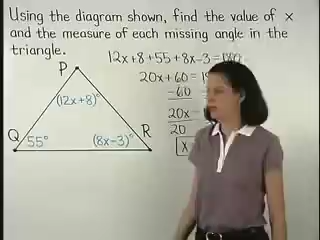 Using the diagram shown, find the value of x
and the measure of each missing angle in the
triangle.
12x+8+55+8x-3=180
20x+60=1
-60
20x
20
x
P
(12x+8)°
Q
55°
(8x-3)°
R